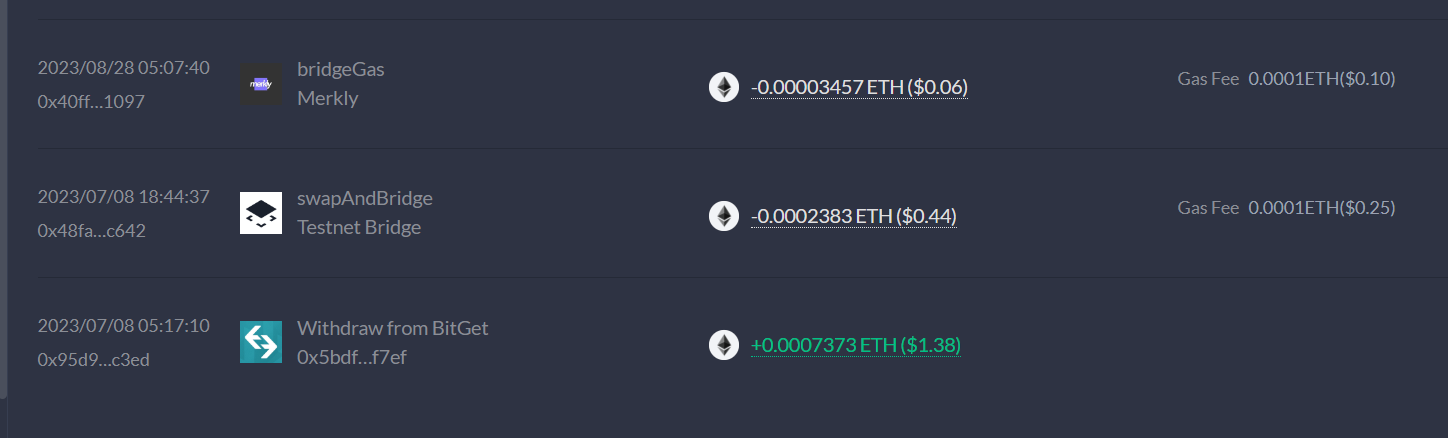 2023/08/28 05:07:40
0x40ff...1097
merkly
bridgeGas
Merkly
-0.00003457 ETH ($0.06)
Gas Fee 0.0001ETH($0.10)
2023/07/08 18:44:37
0x48fa...c642
swapAndBridge
Testnet Bridge
-0.0002383 ETH ($0.44)
Gas Fee 0.0001ETH($0.25)
2023/07/08 05:17:10
0x95d9...c3ed
Withdraw from BitGet
0x5bdf...f7ef
+0.0007373 ETH ($1.38)